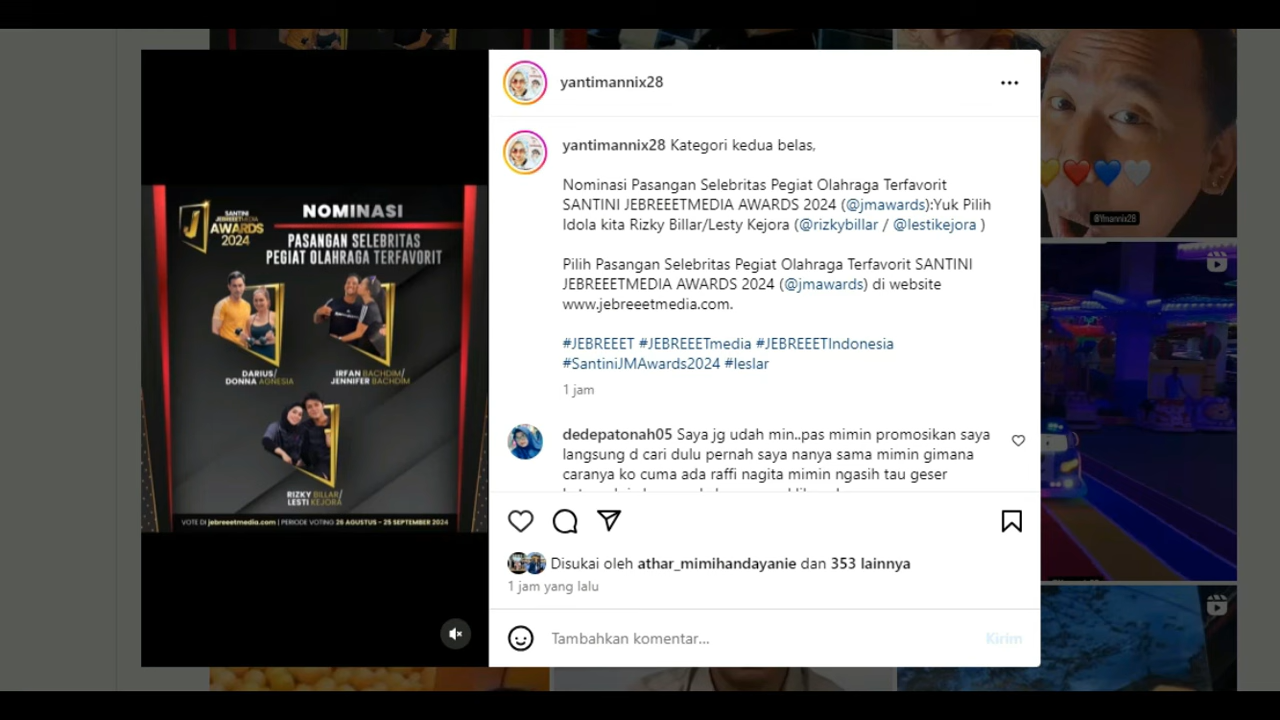 SANTINI
JEBREEETMEDIA
AWARDS
2024
NOMINASI
PASANGAN SELEBRITAS
PEGIAT OLAHRAGA TERFAVORIT
DARIUS/
DONNA AGNESIA
IRFAN BACHDIM/
JENNIFER BACHDIM
RIZKY BILLAR/
LESTI KEJORA
VOTE DI jebreeetmedia.com | PERIODE VOTING 26 AGUSTUS - 25 SEPTEMBER 2024
yantimannix28
yantimannix28 Kategori kedua belas,
Nominasi Pasangan Selebritas Pegiat Olahraga Terfavorit
SANTINI JEBREEETMEDIA AWARDS 2024 (@jmawards):Yuk Pilih
Idola kita Rizky Billar/Lesty Kejora (@rizkybillar / @lestikejora )
Pilih Pasangan Selebritas Pegiat Olahraga Terfavorit SANTINI
JEBREEETMEDIA AWARDS 2024 (@jmawards) di website
www.jebreeetmedia.com.
#JEBREEET #JEBREEETmedia #JEBREEETIndonesia
#SantiniJMAwards2024 #leslar
1 jam
dedepatonah05 Saya jg udah min..pas mimin promosikan saya
langsung d cari dulu pernah saya nanya sama mimin gimana
caranya ko cuma ada raffi nagita mimin ngasih tau geser
Disukai oleh athar_mimihandayanie dan 353 lainnya
1 jam yang lalu
Tambahkan komentar...
Kirim
@Ymannix28